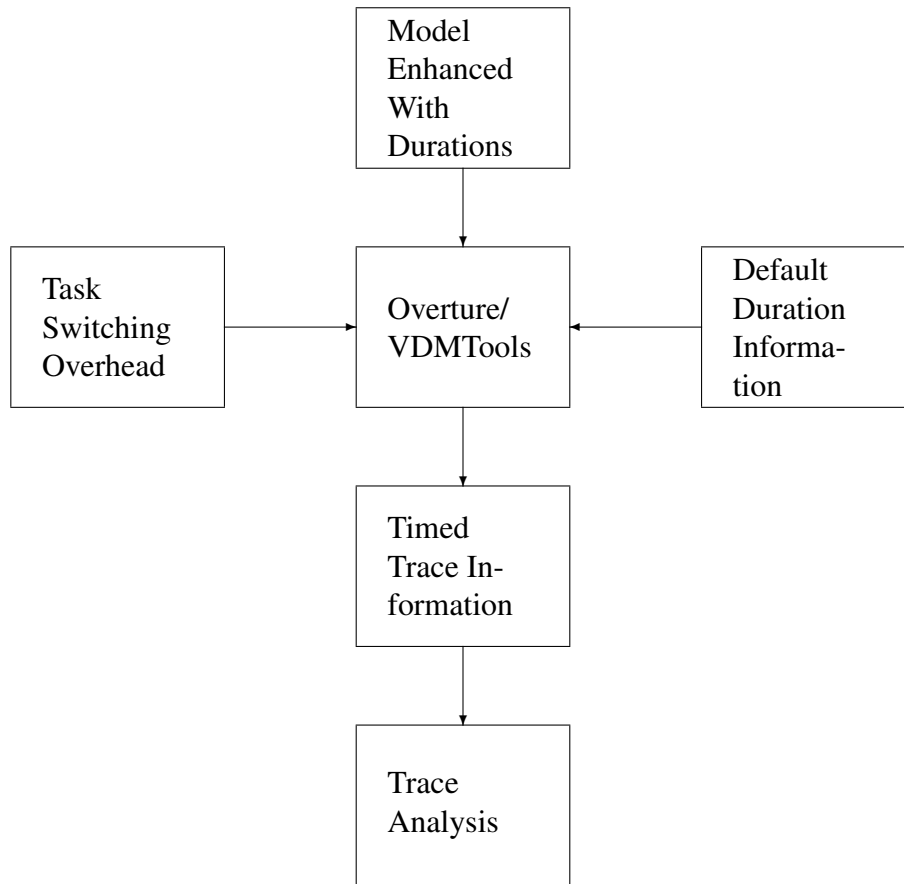 Model
Enhanced
With
Durations
Task
Switching
Overhead
Overture/
VDMTools
Default
Duration
Informa-
tion
Timed
Trace In-
formation
Trace
Analysis